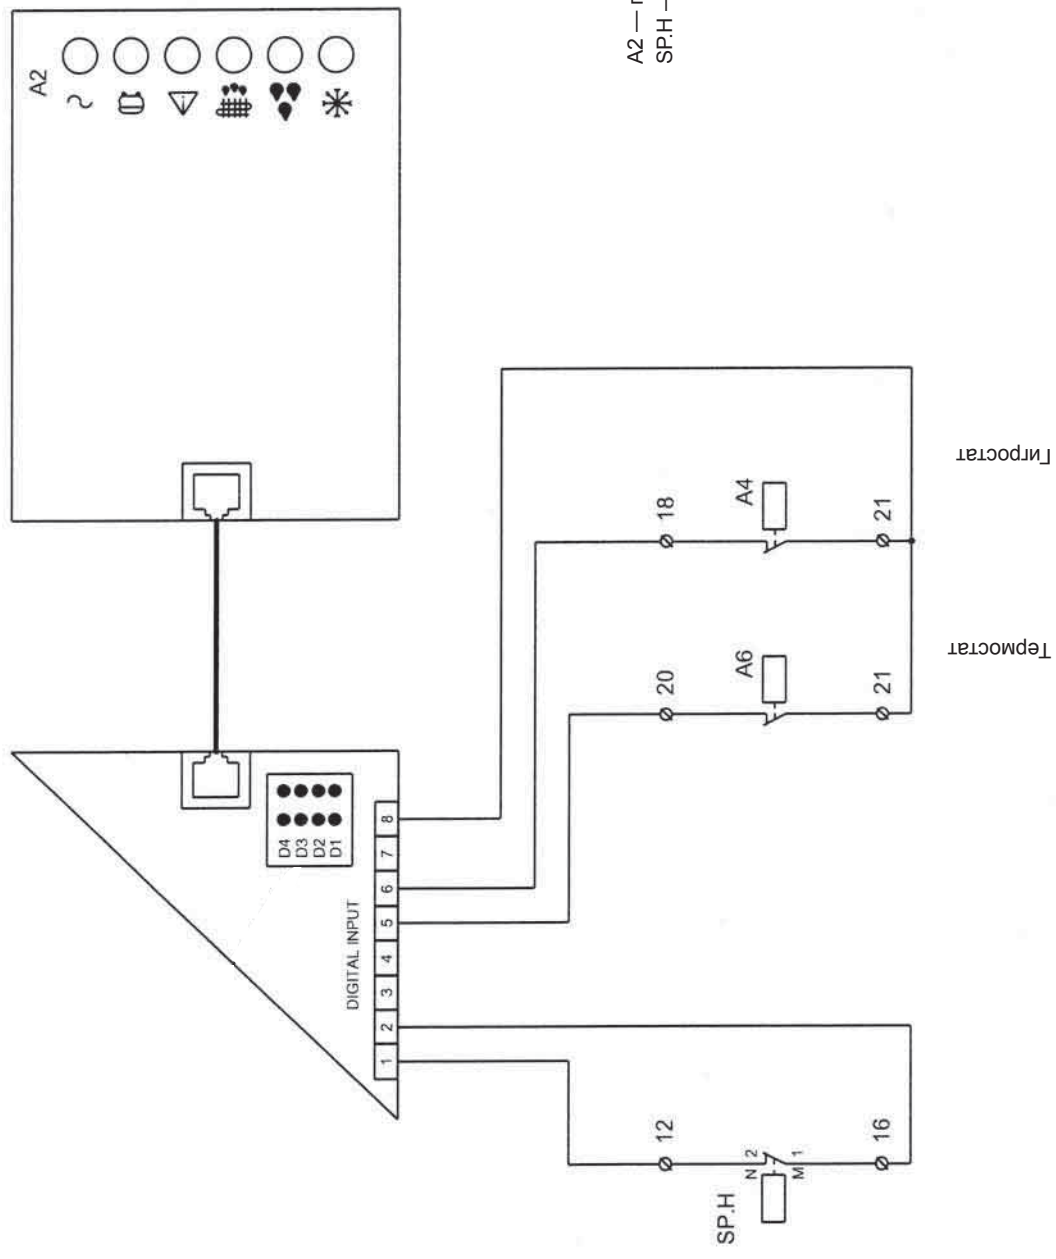 A2
A2 —
SP.H –
D4
D3
D2
D1
DIGITAL INPUT
1 2 3 4 5 6 7 8
12
SP.H
N 2
M 1
16
20
A6
21
Термостат
18
A4
21
Гигростат